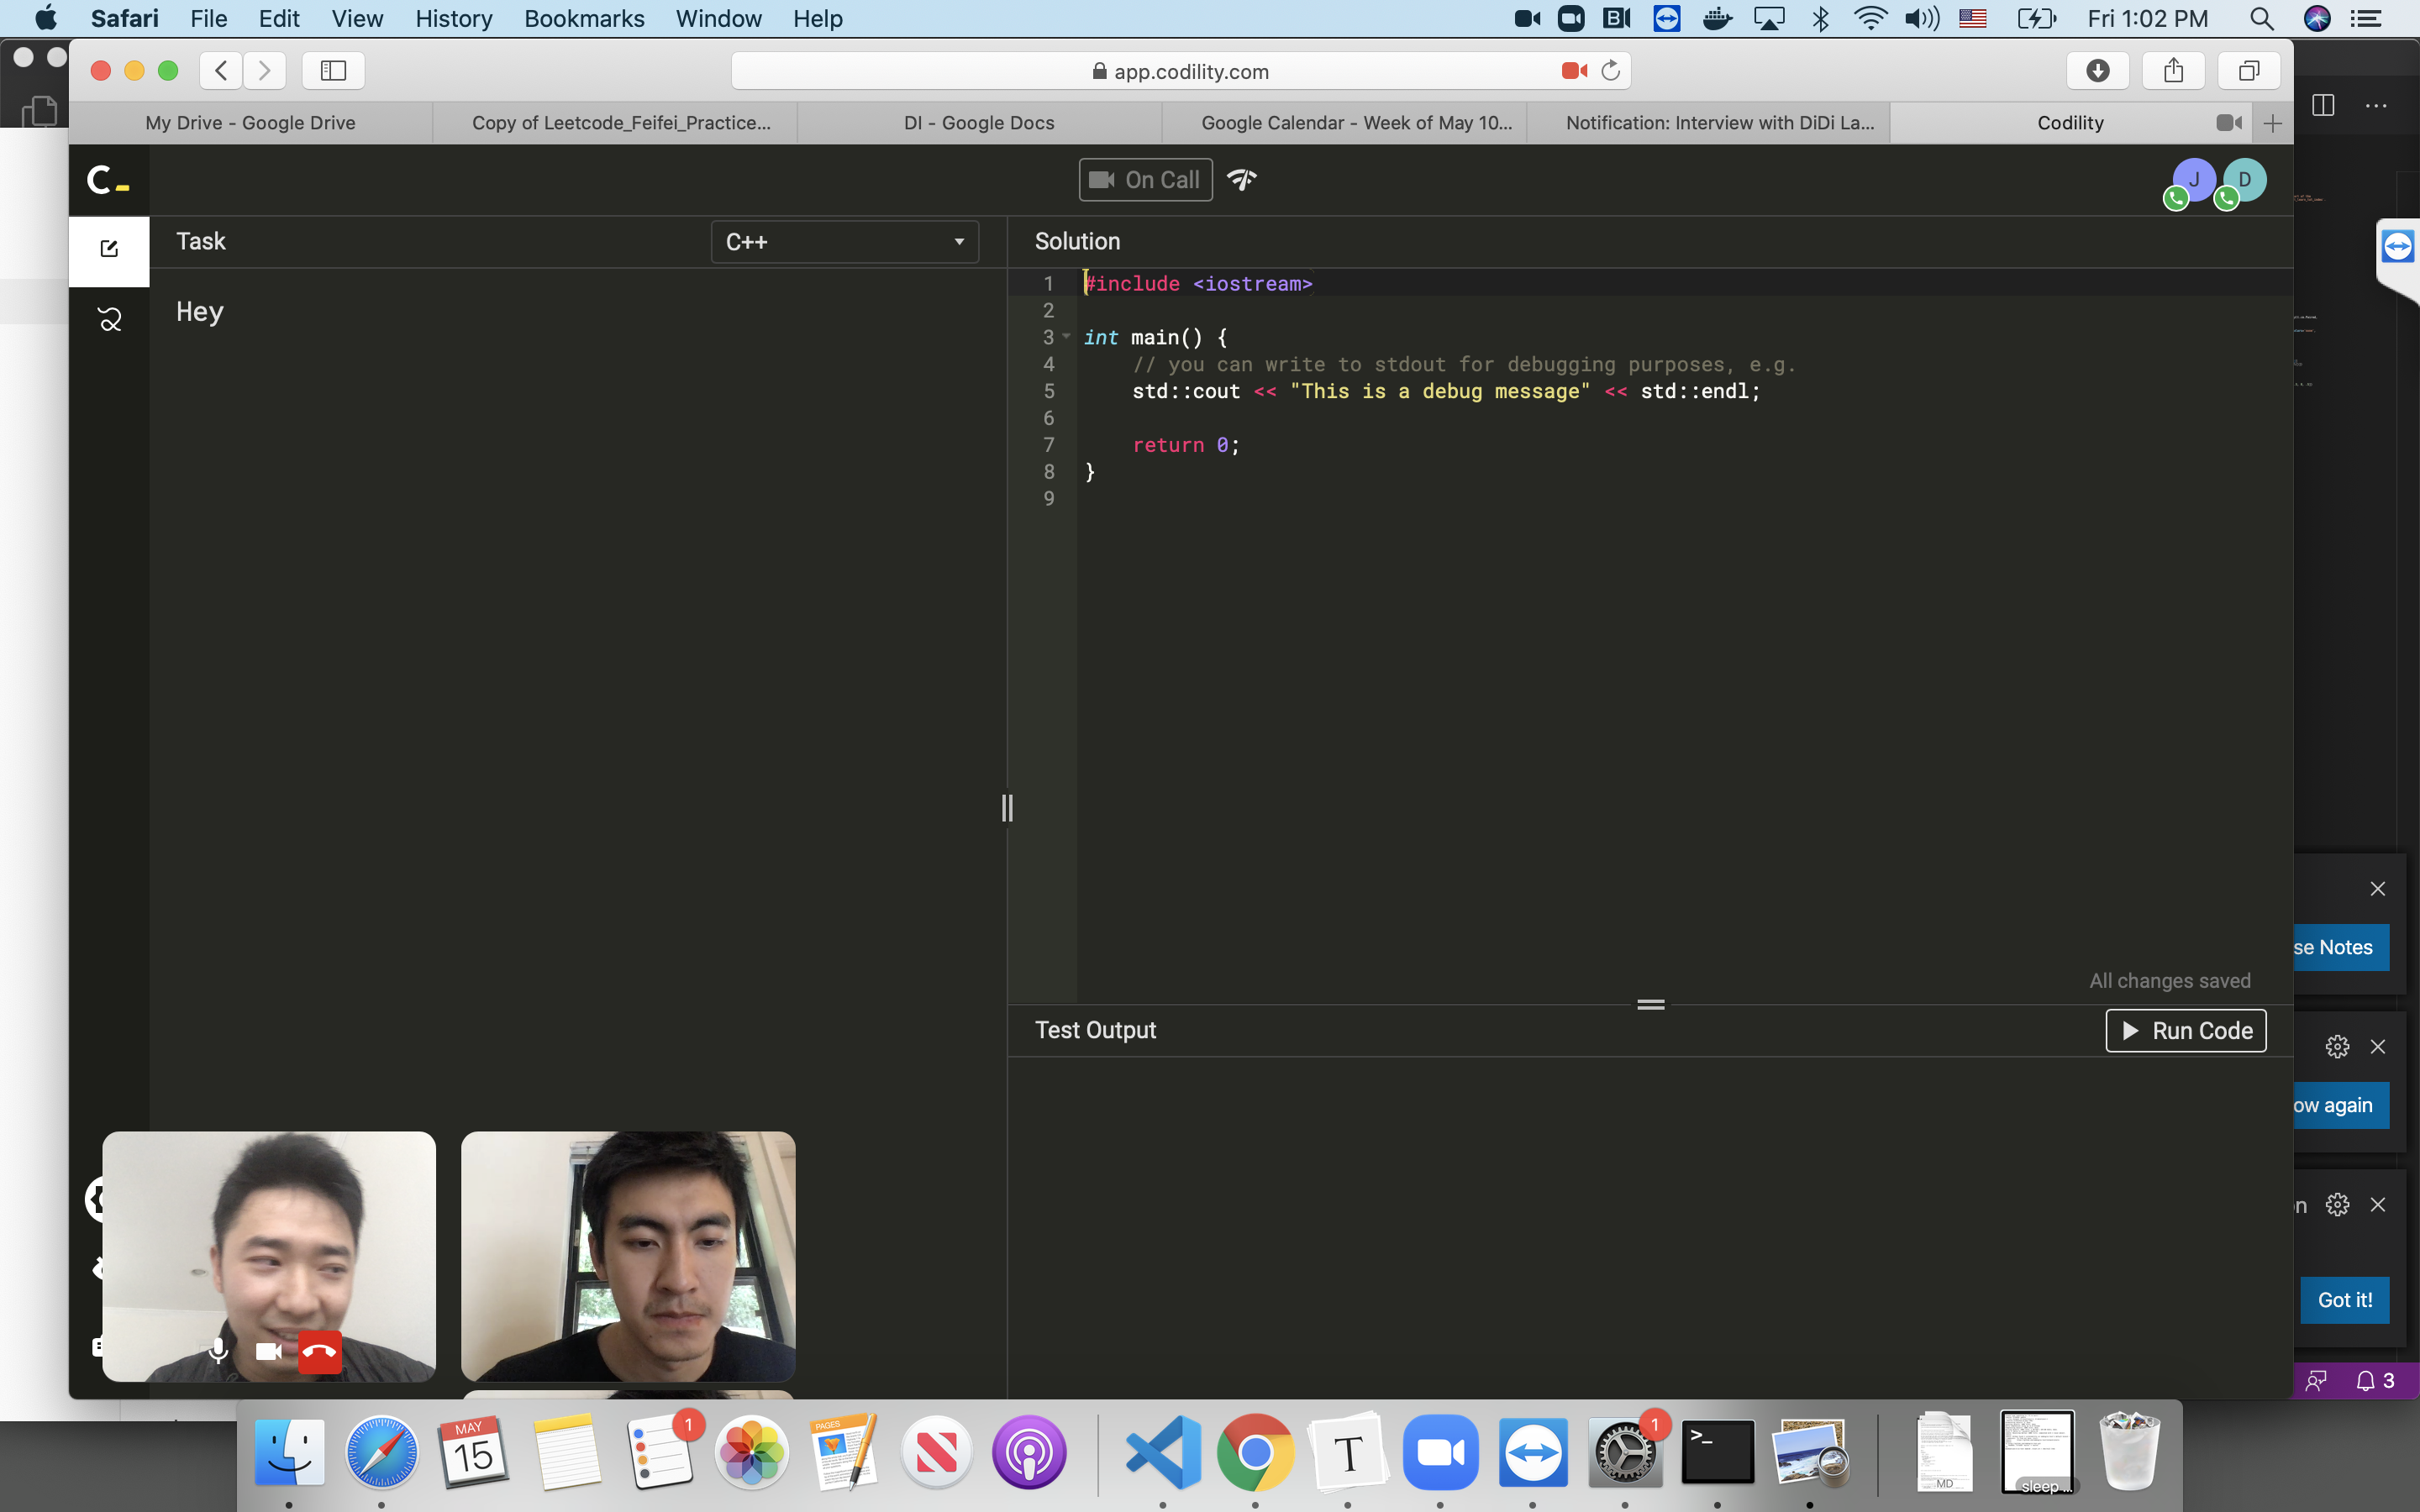 Safari File Edit View History Bookmarks Window Help Fri 1:02 PM
app.codility.com
My Drive - Google Drive
Copy of Leetcode_Feifei_Practice...
DI - Google Docs
Google Calendar - Week of May 10...
Notification: Interview with DiDi La...
Codility
C_
On Call
J
D
Task
C++
Solution
Hey
1 #include <iostream>
2
3 int main() {
4 // you can write to stdout for debugging purposes, e.g.
5 std::cout << "This is a debug message" << std::endl;
6
7 return 0;
8 }
9
All changes saved
Test Output
Run Code
se Notes
ow again
n
Got it!
3
MAY
15
1
PAGES
T
1
>_
MD
sleep ...